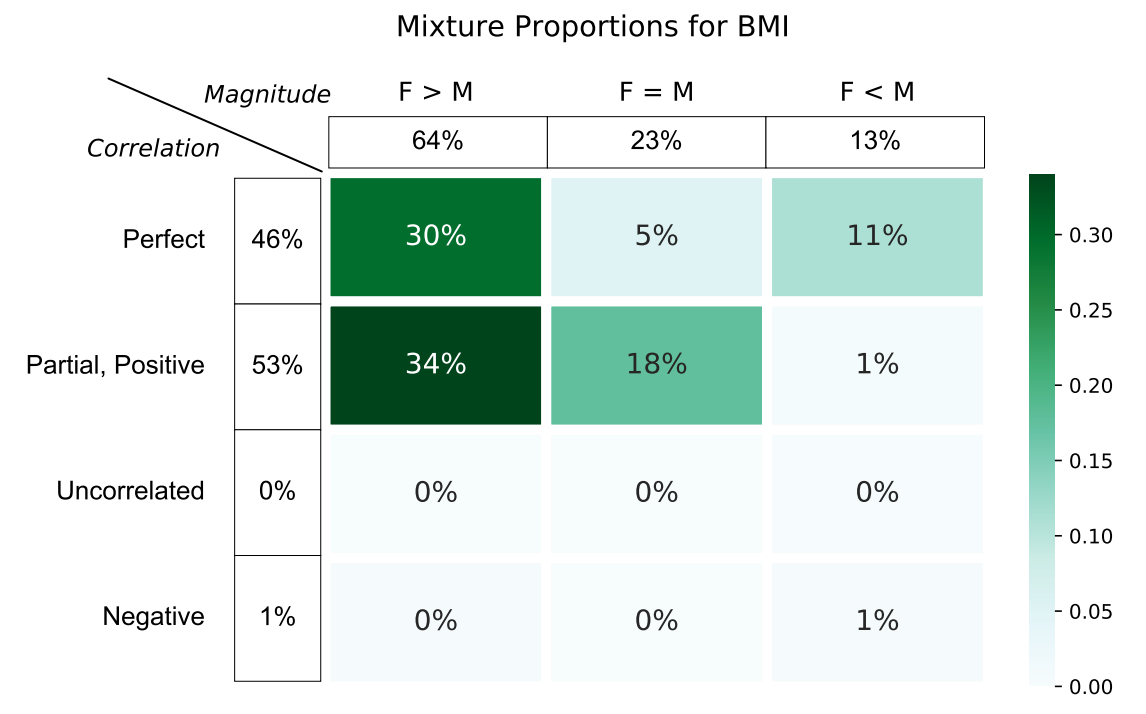 Mixture Proportions for BMI
Magnitude F > M F = M F < M
Correlation 64% 23% 13%
Perfect 46% 30% 5% 11%
Partial, Positive 53% 34% 18% 1%
Uncorrelated 0% 0% 0% 0%
Negative 1% 0% 0% 1%
0.30
0.25
0.20
0.15
0.10
0.05
0.00